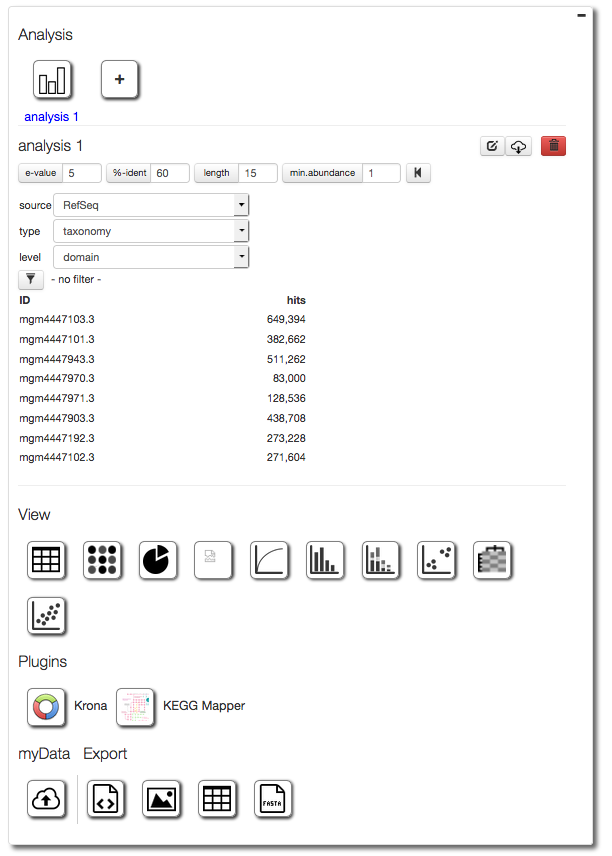 Analysis
+
analysis 1
analysis 1
e-value 5 %-ident 60 length 15 min.abundance 1
source RefSeq
type taxonomy
level domain
- no filter -
ID hits
mgm4447103.3 649,394
mgm4447101.3 382,662
mgm4447943.3 511,262
mgm4447970.3 83,000
mgm4447971.3 128,536
mgm4447903.3 438,708
mgm4447192.3 273,228
mgm4447102.3 271,604
View
Plugins
Krona KEGG Mapper
myData Export
FASTA